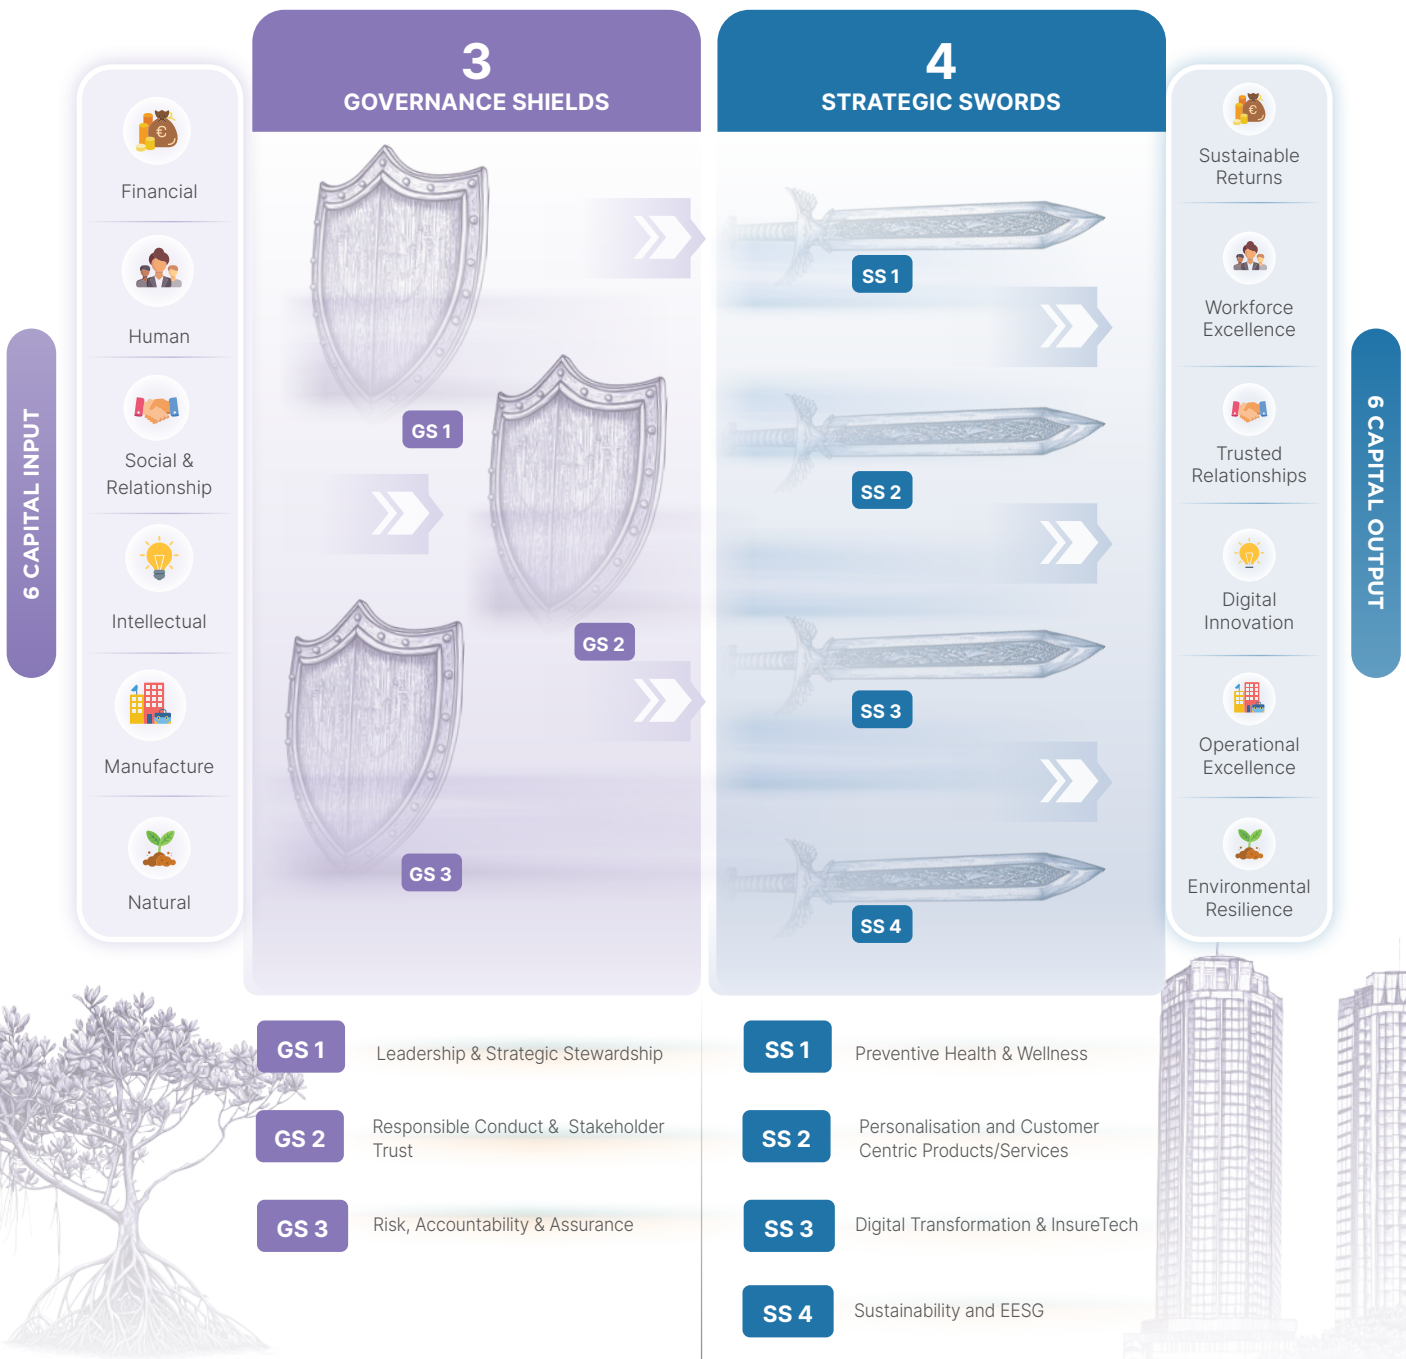 6 CAPITAL INPUT
Financial
Human
Social &
Relationship
Intellectual
Manufacture
Natural
3
GOVERNANCE SHIELDS
GS 1
GS 2
GS 3
4
STRATEGIC SWORDS
SS 1
SS 2
SS 3
SS 4
Sustainable
Returns
Workforce
Excellence
Trusted
Relationships
Digital
Innovation
Operational
Excellence
Environmental
Resilience
6 CAPITAL OUTPUT
GS 1
Leadership & Strategic Stewardship
GS 2
Responsible Conduct & Stakeholder
Trust
GS 3
Risk, Accountability & Assurance
SS 1
Preventive Health & Wellness
SS 2
Personalisation and Customer
Centric Products/Services
SS 3
Digital Transformation & InsureTech
SS 4
Sustainability and EESG